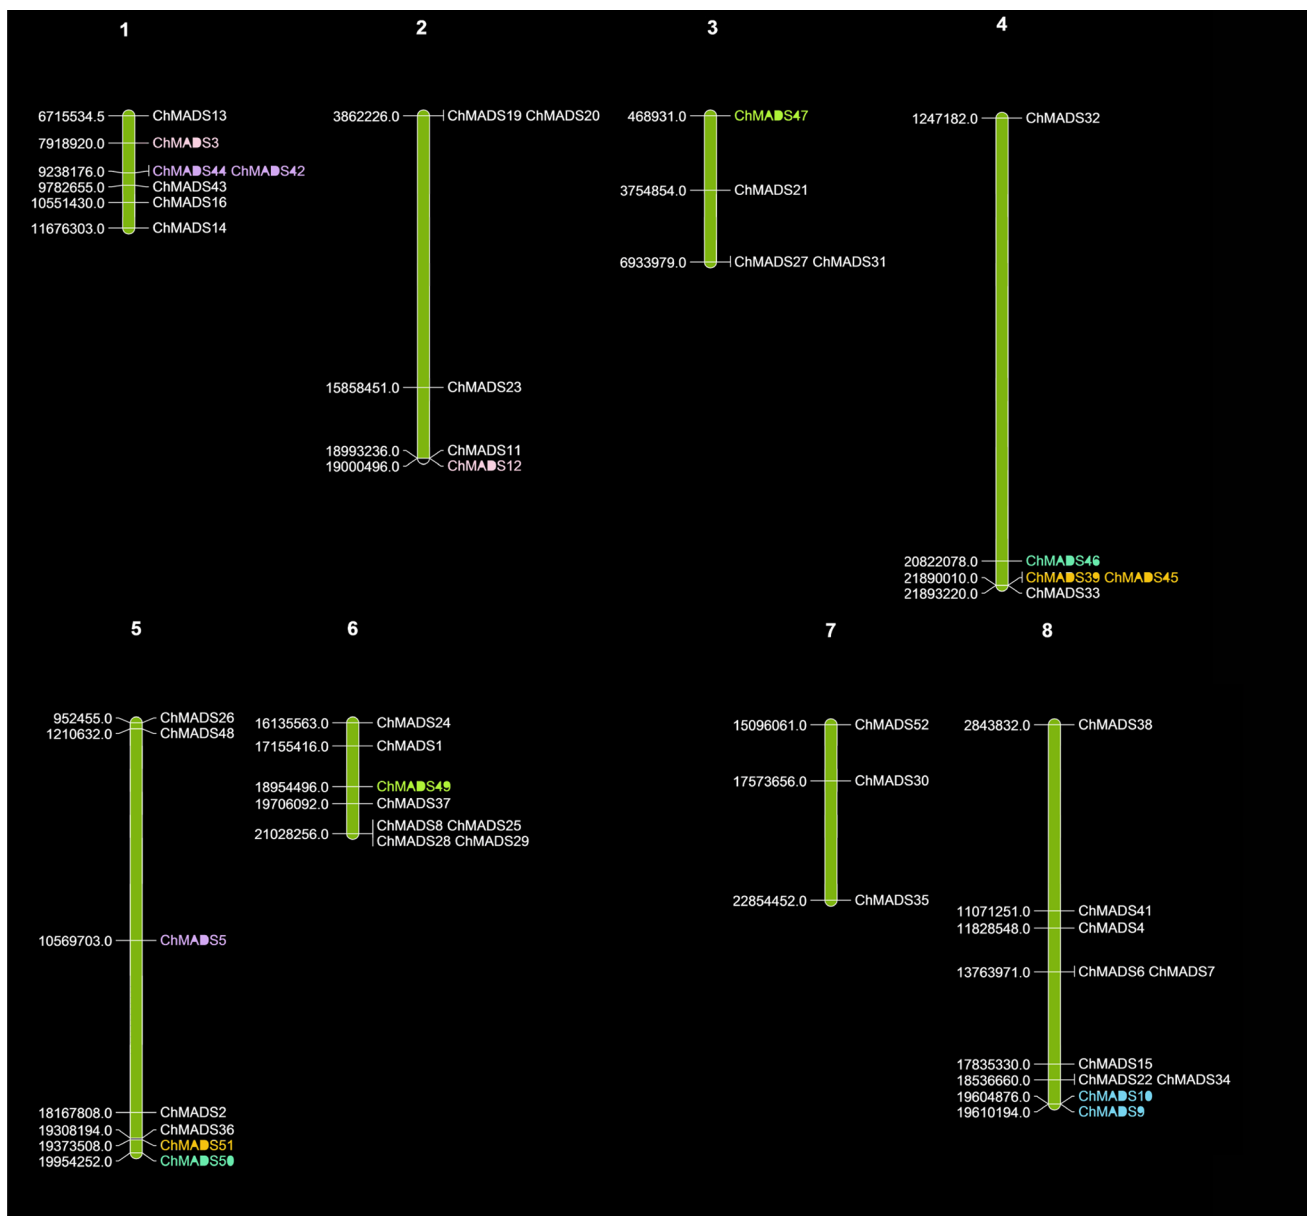 1
6715534.5 ChMADS13
7918920.0 ChMADS3
9238176.0 ChMADS44 ChMADS42
9782655.0 ChMADS43
10551430.0 ChMADS16
11676303.0 ChMADS14
2
3862226.0 ChMADS19 ChMADS20
15858451.0 ChMADS23
18993236.0 ChMADS11
19000496.0 ChMADS12
3
468931.0 ChMADS47
3754854.0 ChMADS21
6933979.0 ChMADS27 ChMADS31
4
1247182.0 ChMADS32
20822078.0 ChMADS46
21890010.0 ChMADS39 ChMADS45
21893220.0 ChMADS33
5
952455.0 ChMADS26
1210632.0 ChMADS48
10569703.0 ChMADS5
18167808.0 ChMADS2
19308194.0 ChMADS36
19373508.0 ChMADS51
19954252.0 ChMADS50
6
16135563.0 ChMADS24
17155416.0 ChMADS1
18954496.0 ChMADS49
19706092.0 ChMADS37
21028256.0 ChMADS8 ChMADS25
ChMADS28 ChMADS29
7
15096061.0 ChMADS52
17573656.0 ChMADS30
22854452.0 ChMADS35
8
2843832.0 ChMADS38
11071251.0 ChMADS41
11828548.0 ChMADS4
13763971.0 ChMADS6 ChMADS7
17835330.0 ChMADS15
18536660.0 ChMADS22 ChMADS34
19604876.0 ChMADS10
19610194.0 ChMADS9